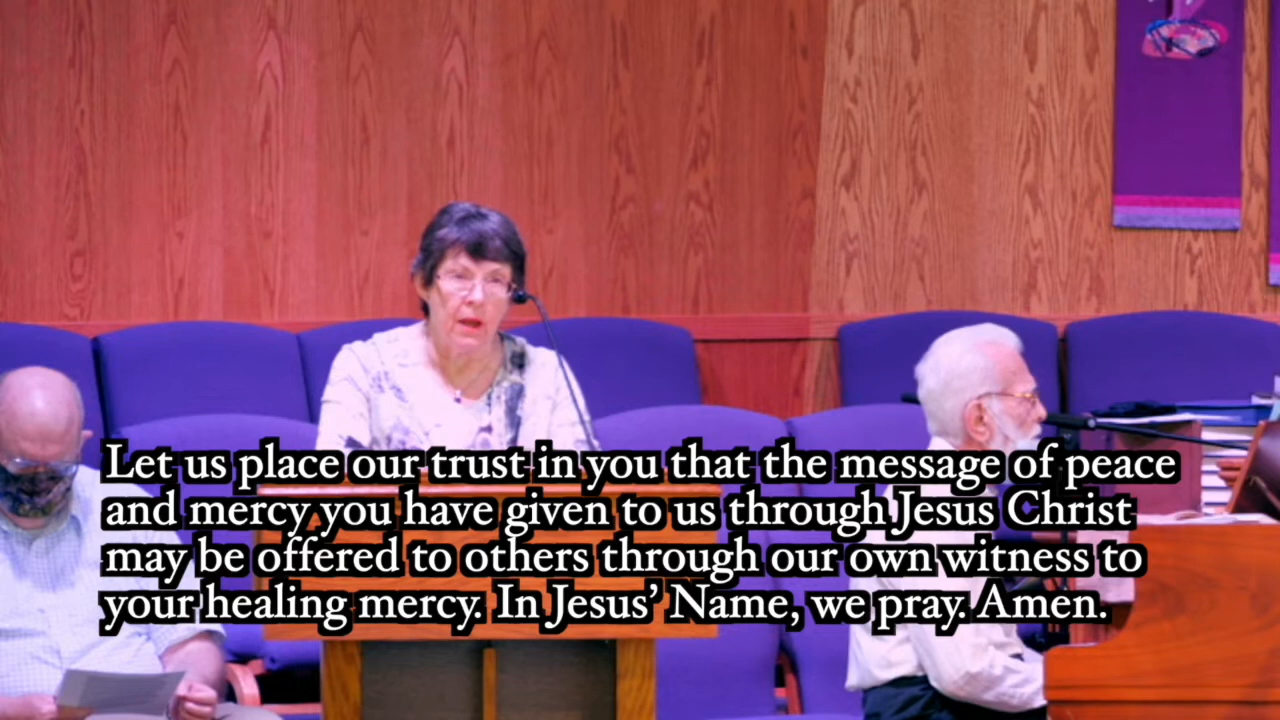 Let us place our trust in you that the message of peace
and mercy you have given to us through Jesus Christ
may be offered to others through our own witness to
your healing mercy. In Jesus’ Name, we pray. Amen.